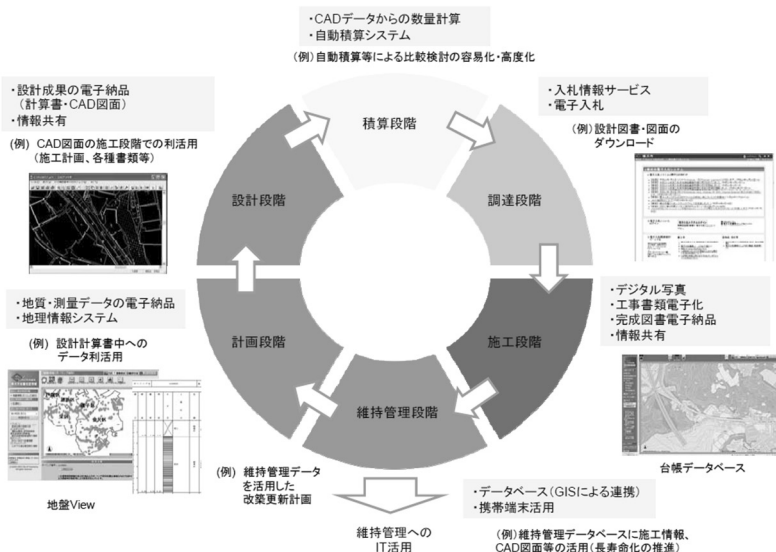 ・CADデータからの数量計算
・自動積算システム
(例)自動積算等による比較検討の容易化・高度化
・設計成果の電子納品
(計算書・CAD図面)
・情報共有
(例) CAD図面の施工段階での利活用
(施工計画、各種書類等)
・入札情報サービス
・電子入札
(例)設計図書・図面の
ダウンロード
積算段階
設計段階
調達段階
計画段階
施工段階
維持管理段階
・地質・測量データの電子納品
・地理情報システム
(例) 設計計算書中への
データ利活用
地盤View
・デジタル写真
・工事書類電子化
・完成図書電子納品
・情報共有
台帳データベース
(例) 維持管理データ
を活用した
改築更新計画
維持管理への
IT活用
・データベース(GISによる連携)
・携帯端末活用
(例)維持管理データベースに施工情報、
CAD図面等の活用(長寿命化の推進)